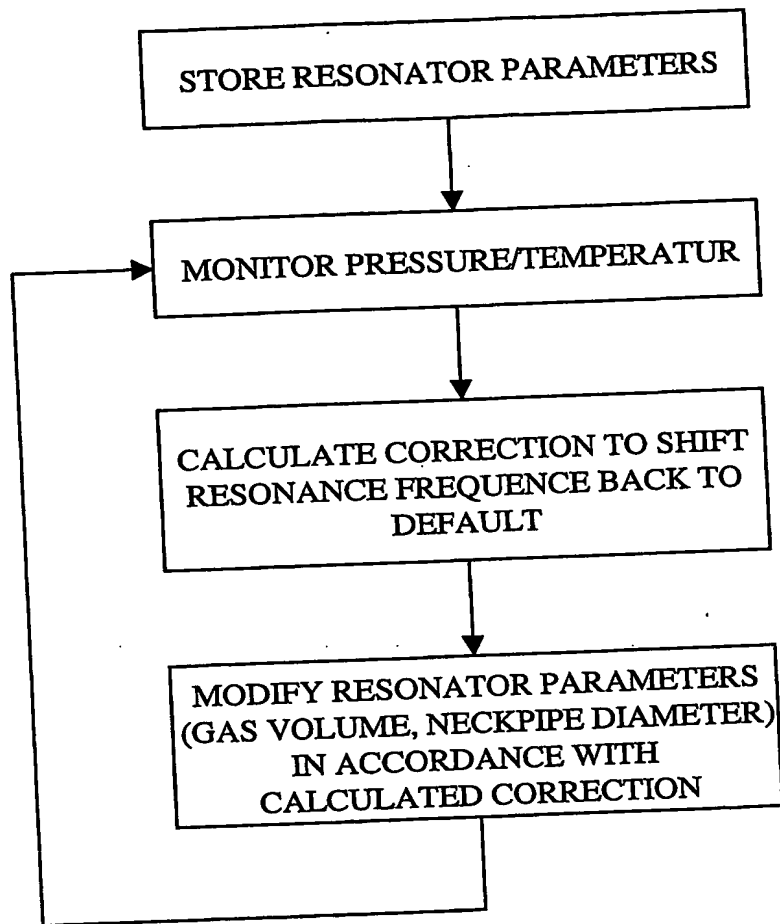 STORE RESONATOR PARAMETERS
MONITOR PRESSURE/TEMPERATUR
CALCULATE CORRECTION TO SHIFT
RESONANCE FREQUENCE BACK TO
DEFAULT
MODIFY RESONATOR PARAMETERS
(GAS VOLUME, NECKPIPE DIAMETER)
IN ACCORDANCE WITH
CALCULATED CORRECTION